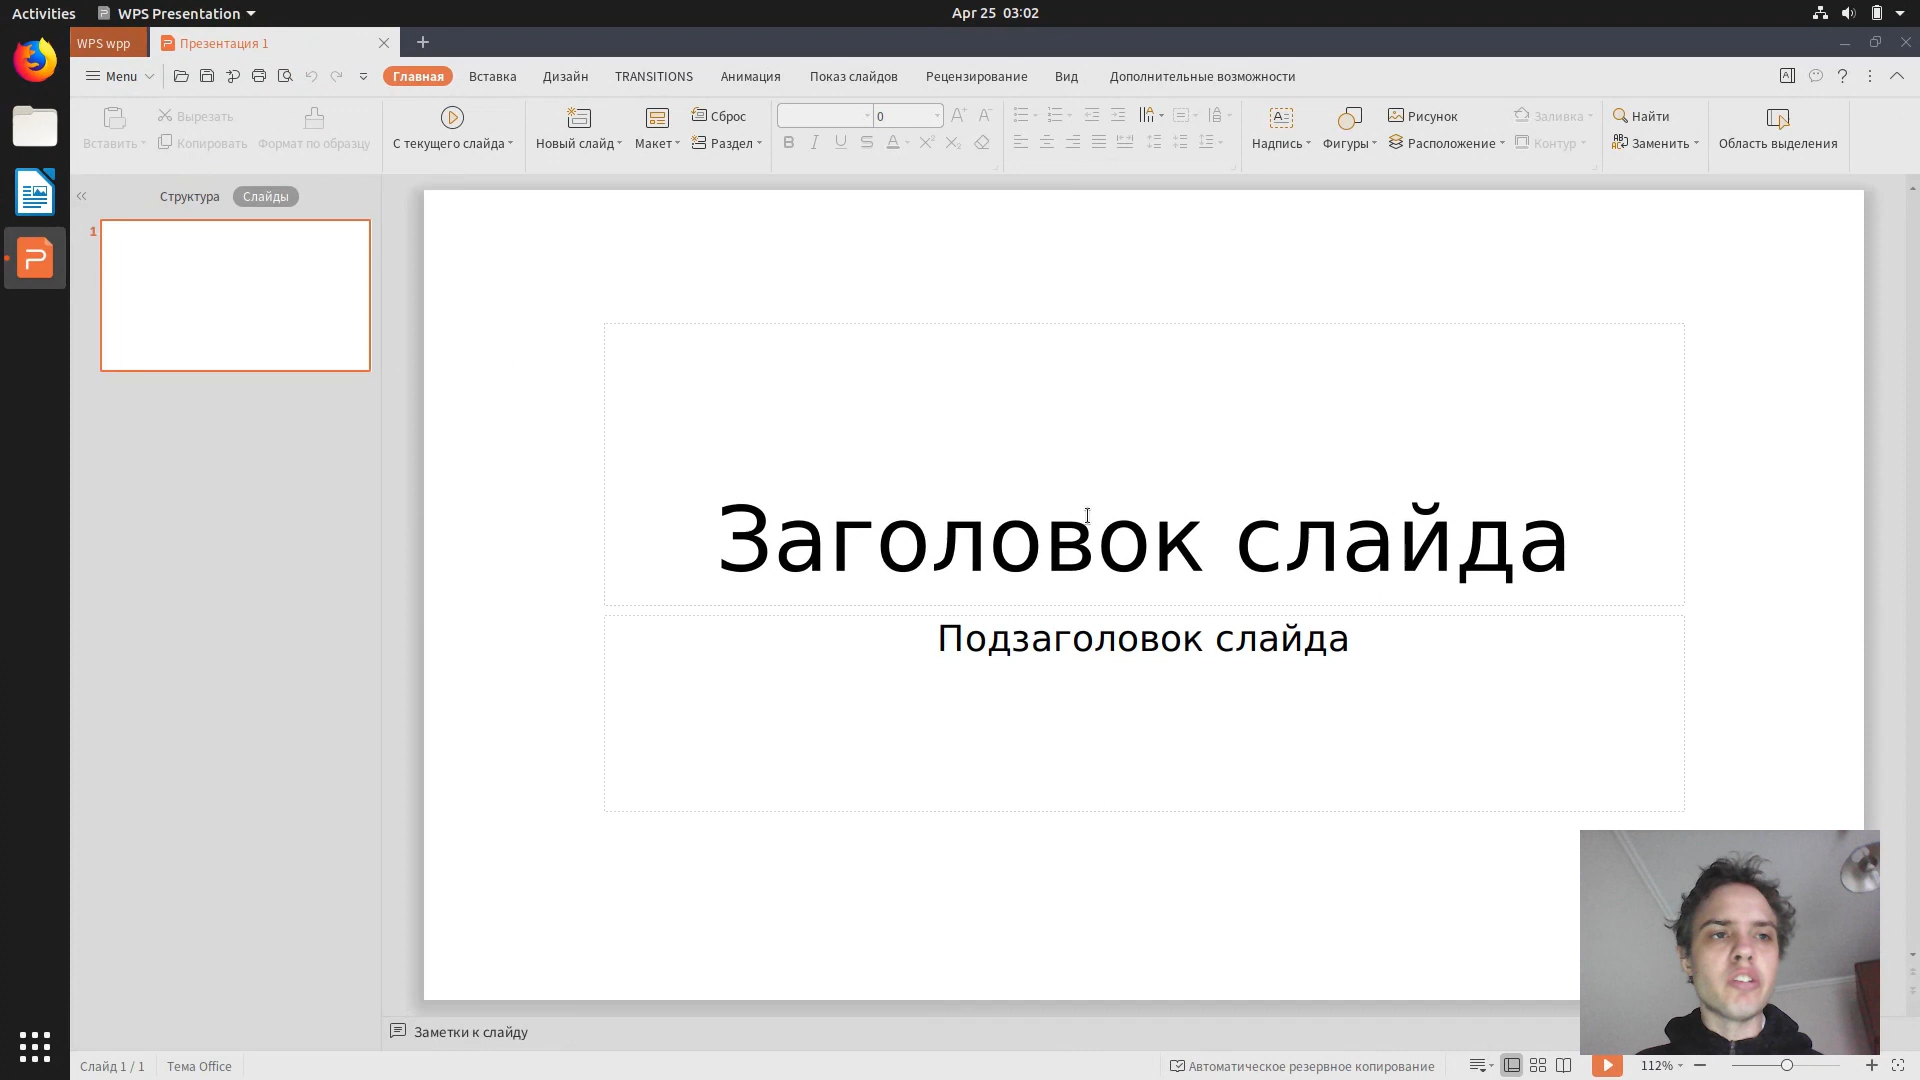 Activities
WPS Presentation
Apr 25 03:02
WPS wpp
Презентация 1
Menu
Главная
Вставка
Дизайн
TRANSITIONS
Анимация
Показ слайдов
Рецензирование
Вид
Дополнительные возможности
Вставить
Вырезать
Копировать
Формат по образцу
С текущего слайда
Новый слайд
Макет
Сброс
Раздел
0
Надпись
Фигуры
Рисунок
Расположение
Заливка
Контур
Найти
Заменить
Область выделения
Структура
Слайды
1
Заголовок слайда
Подзаголовок слайда
Заметки к слайду
Слайд 1 / 1
Тема Office
Автоматическое резервное копирование
112%